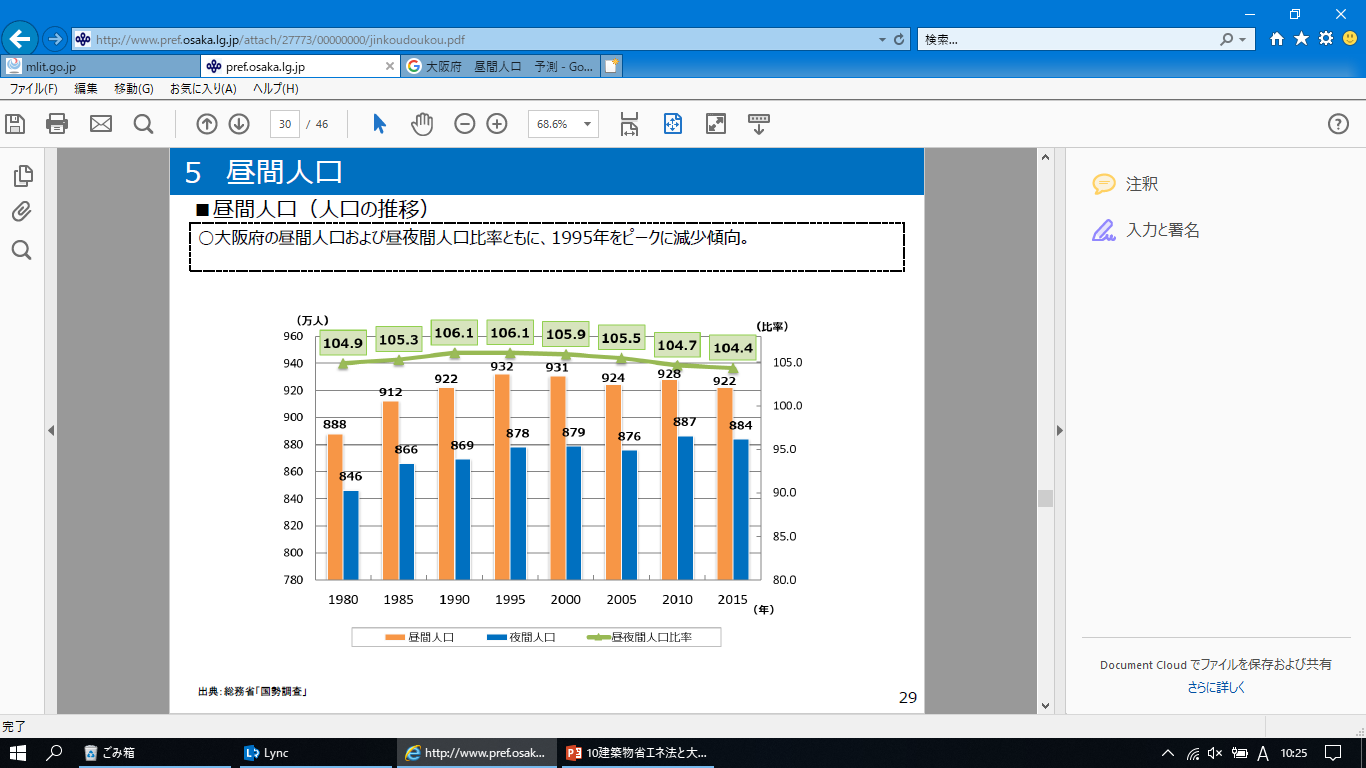 http://www.pref.osaka.lg.jp/attach/27773/00000000/jinkoudoukou.pdf
検索...
mlit.go.jp
pref.osaka.lg.jp
大阪府 昼間人口 予測 - Go...
ファイル(F) 編集 移動(G) お気に入り(A) ヘルプ(H)
30 / 46
68.6%
5 昼間人口
■昼間人口（人口の推移）
○大阪府の昼間人口および昼夜間人口比率ともに、1995年をピークに減少傾向。
（万人）
（比率）
960
940
920
900
880
860
840
820
800
780
104.9 105.3 106.1 106.1 105.9 105.5 104.7 104.4
888 912 922 932 931 924 928 922
846 866 869 878 879 876 887 884
105.0
100.0
95.0
90.0
85.0
80.0
1980 1985 1990 1995 2000 2005 2010 2015
（年）
昼間人口 夜間人口 昼夜間人口比率
出典：総務省「国勢調査」
29
注釈
入力と署名
Document Cloud でファイルを保存および共有
さらに詳しく
完了
ごみ箱
Lync
http://www.pref.osak...
10建築物省エネ法と大...
A
10:25